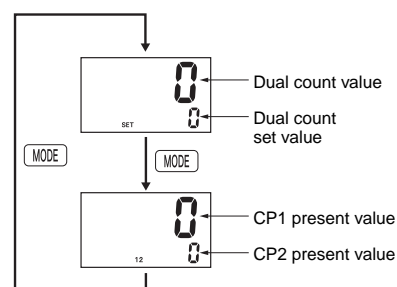 0
Dual count value
0
Dual count
set value
SET
MODE
MODE
0
CP1 present value
0
CP2 present value
12